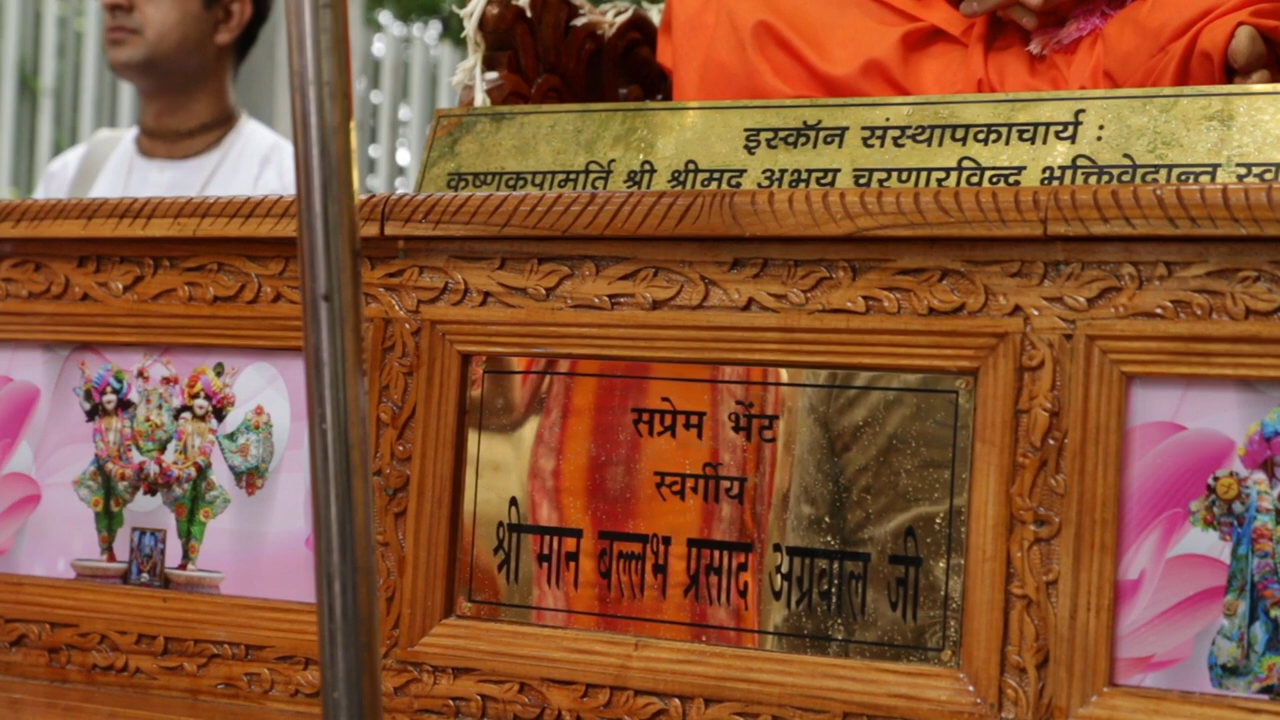 इस्कॉन संस्थापकाचार्य :
कृष्णकृपामूर्ति श्री श्रीमद् अभय चरणारविन्द भक्तिवेदान्त
सप्रेम भेंट
स्वर्गीय
श्री मान बल्लभ प्रसाद अग्रवाल जी